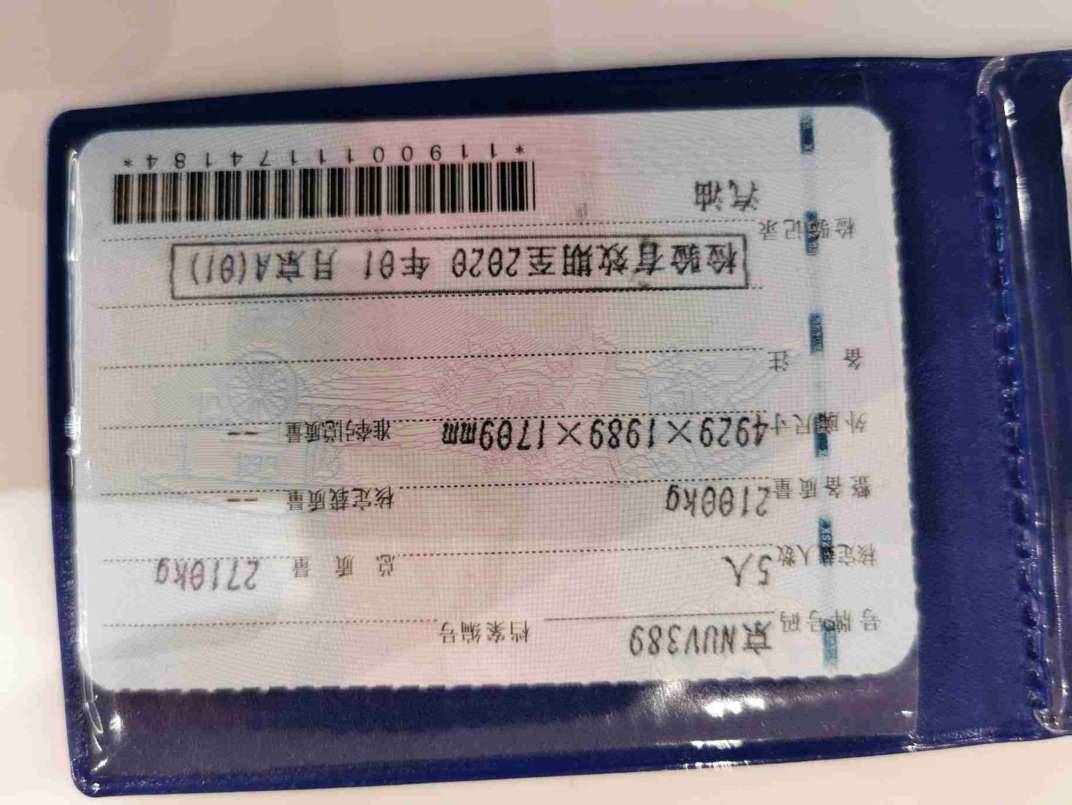 号牌号码 京NUV389 档案编号
核定载人数 5人 总质量 2710kg
整备质量 2100kg 核定载质量 --
外廓尺寸 4929×1989×1709mm 准牵引总质量 --
备注
检验有效期至2020年01月京A(01)
检验记录
汽油
*1190011174184*